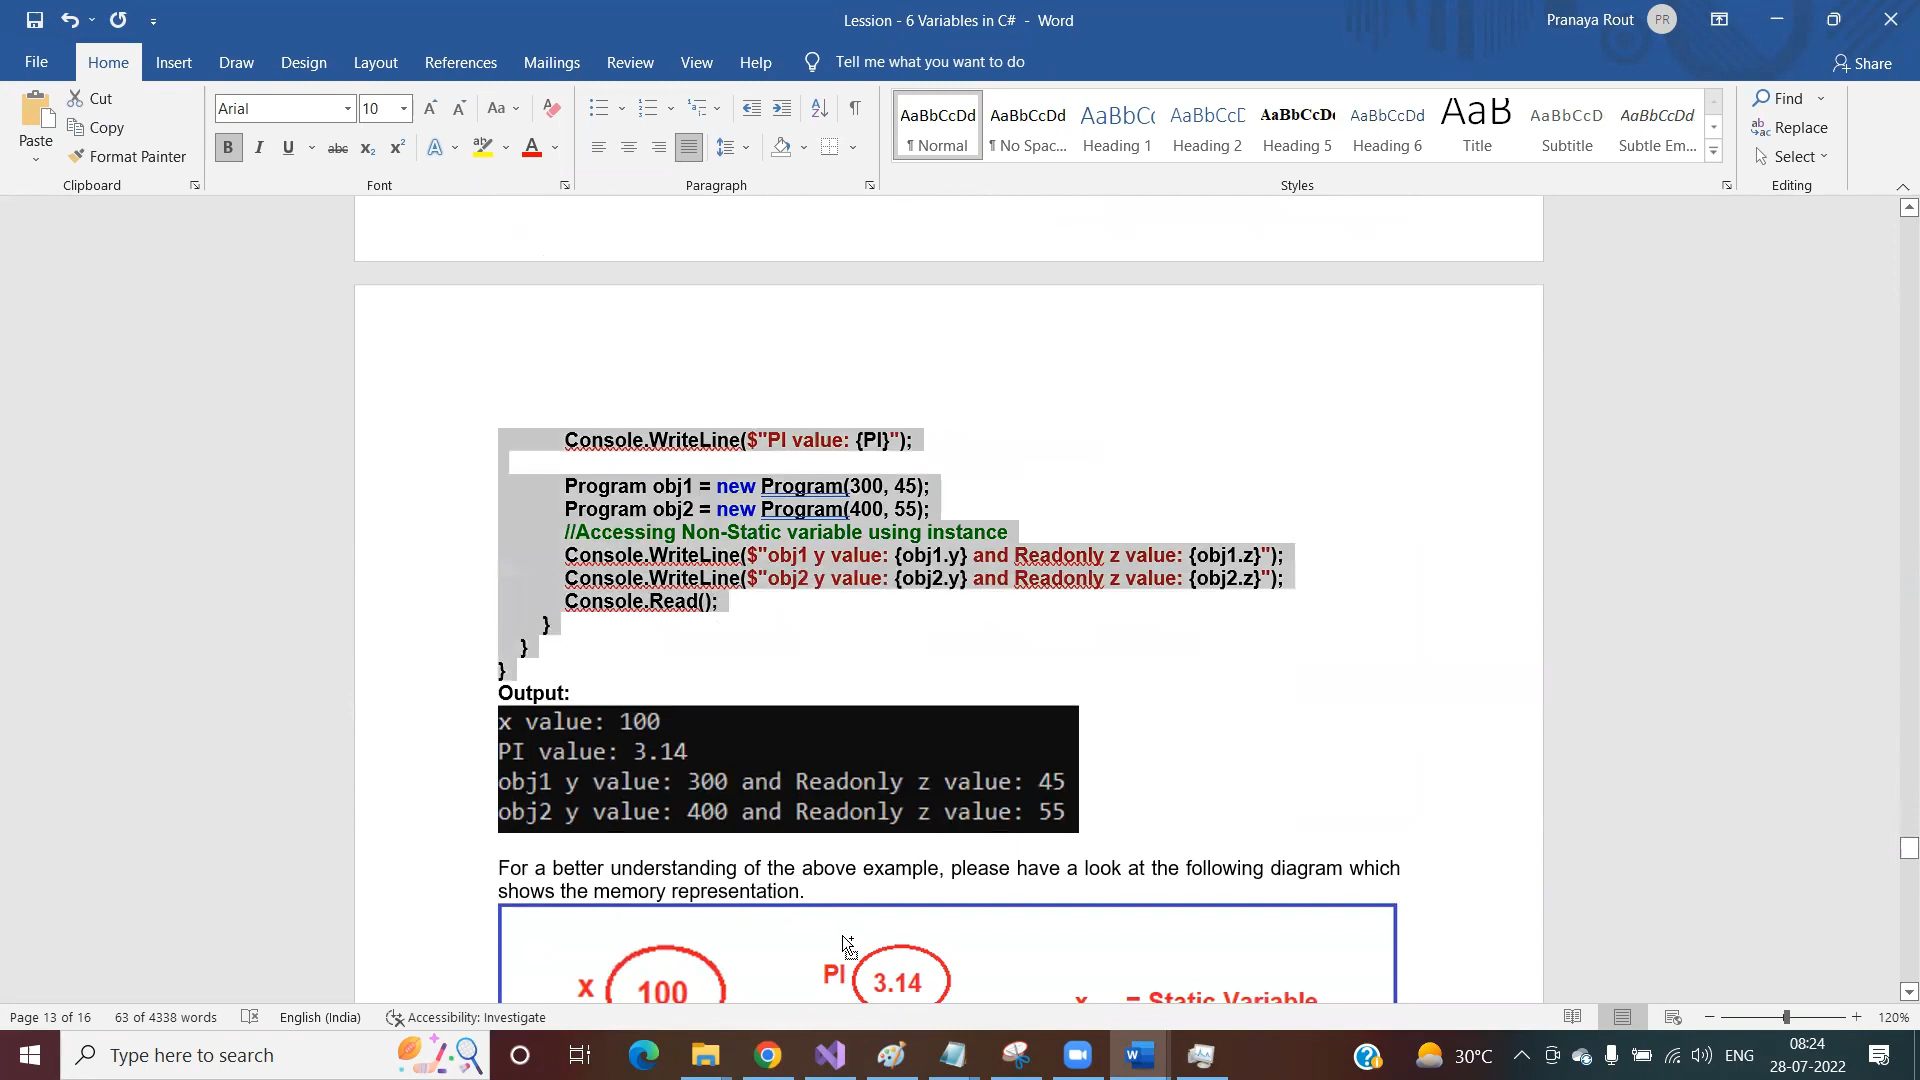 Lession - 6 Variables in C# - Word
Pranaya Rout
PR
File
Home
Insert
Draw
Design
Layout
References
Mailings
Review
View
Help
Tell me what you want to do
Share
Paste
Cut
Copy
Format Painter
Clipboard
Arial
10
Aa
B
I
U
abc
x₂
x²
A
A
Font
Paragraph
AaBbCcDd
¶ Normal
AaBbCcDd
¶ No Spac...
AaBbCc
Heading 1
AaBbCcD
Heading 2
AaBbCcDd
Heading 5
AaBbCcDd
Heading 6
AaB
Title
AaBbCcD
Subtitle
AaBbCcDd
Subtle Em...
Styles
Find
Replace
Select
Editing
Console.WriteLine($"PI value: {PI}");
Program obj1 = new Program(300, 45);
Program obj2 = new Program(400, 55);
//Accessing Non-Static variable using instance
Console.WriteLine($"obj1 y value: {obj1.y} and Readonly z value: {obj1.z}");
Console.WriteLine($"obj2 y value: {obj2.y} and Readonly z value: {obj2.z}");
Console.Read();
}
}
}
Output:
x value: 100
PI value: 3.14
obj1 y value: 300 and Readonly z value: 45
obj2 y value: 400 and Readonly z value: 55
For a better understanding of the above example, please have a look at the following diagram which
shows the memory representation.
x 100
PI 3.14
x = Static Variable
Page 13 of 16
63 of 4338 words
English (India)
Accessibility: Investigate
120%
Type here to search
30°C
ENG
08:24
28-07-2022